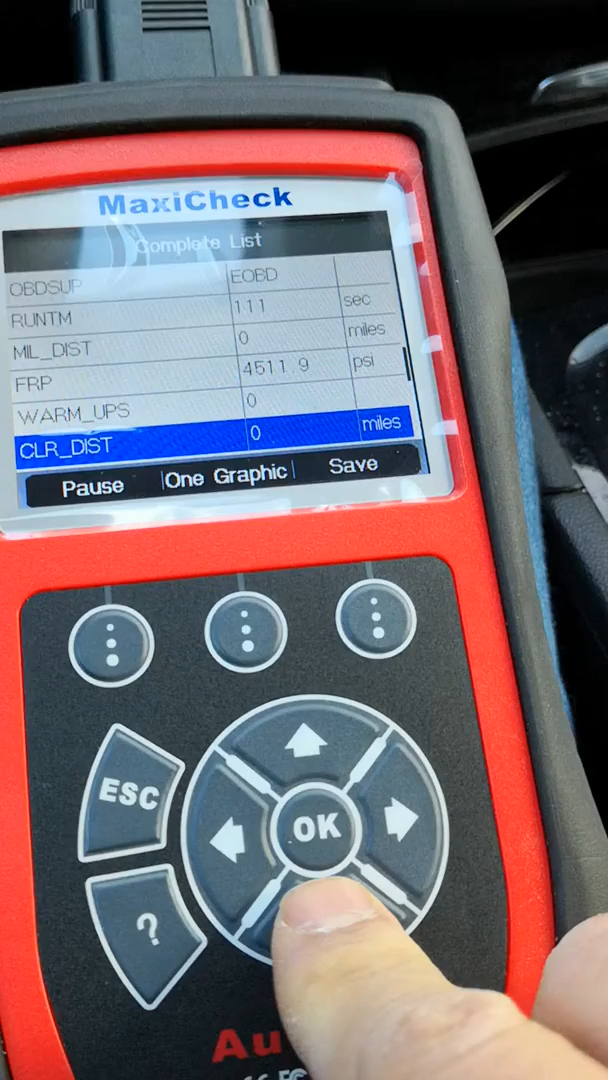 MaxiCheck
Complete List
OBDSUP EOBD
RUNTM 111 sec
MIL_DIST 0 miles
FRP 4511.9 psi
WARM_UPS 0
CLR_DIST 0 miles
Pause One Graphic Save
ESC
OK
?
Au